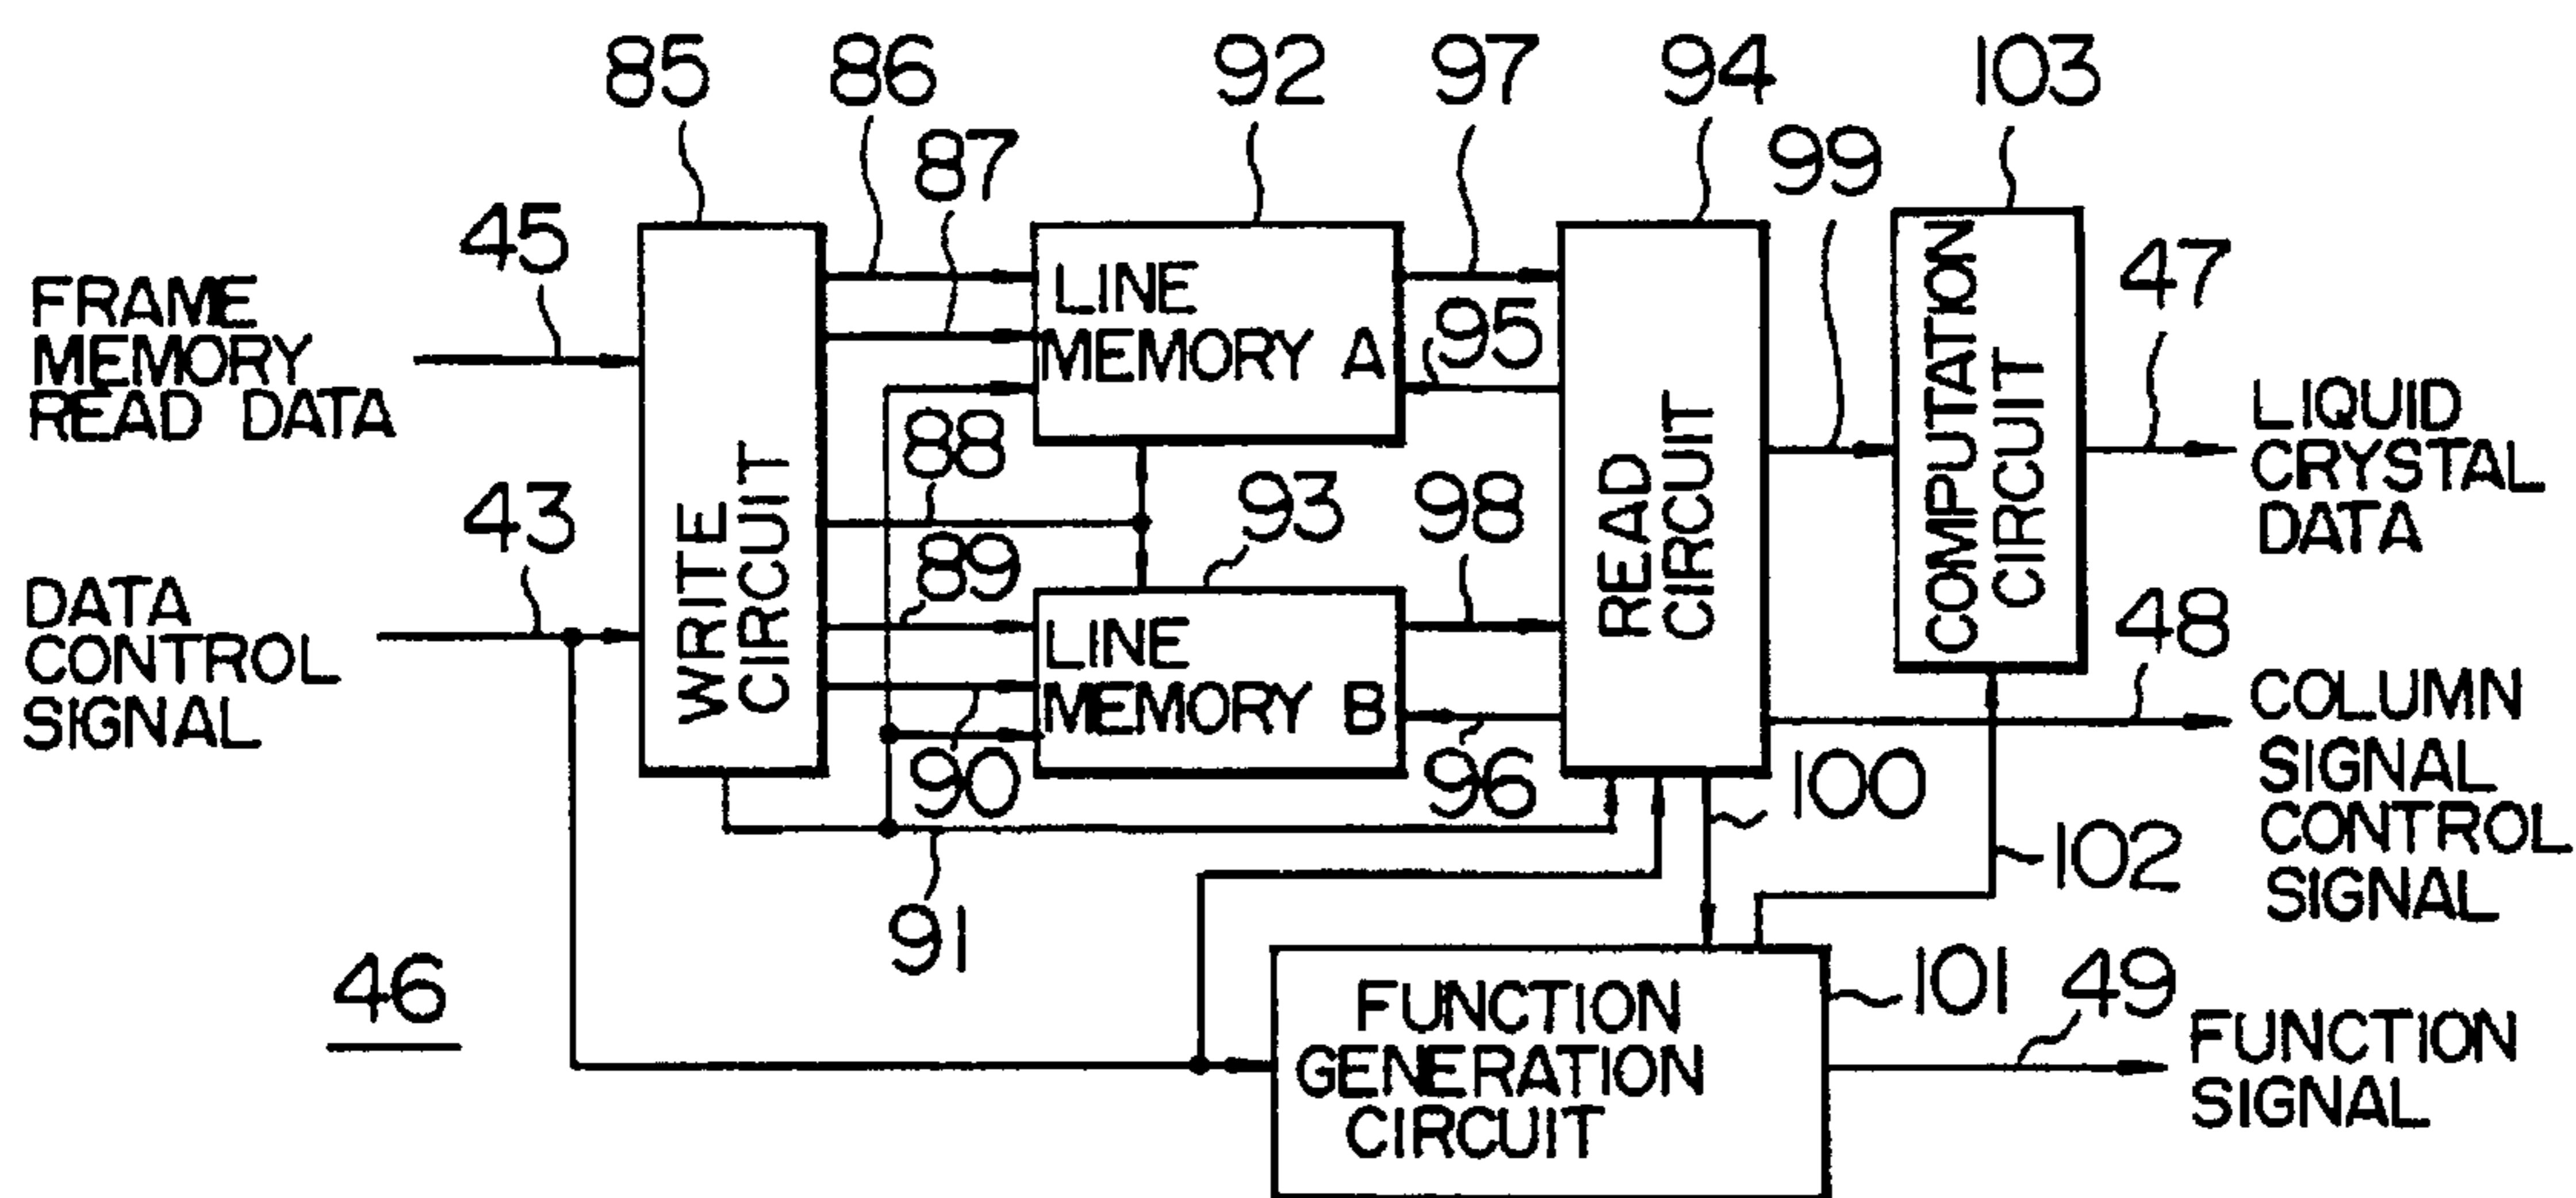 85
86
92
97
94
103
87
99
45
47
FRAME
MEMORY
READ DATA
LINE
MEMORY A
95
COMPUTATION
CIRCUIT
LIQUID
CRYSTAL
DATA
88
43
WRITE
CIRCUIT
93
98
READ
CIRCUIT
DATA
CONTROL
SIGNAL
89
LINE
MEMORY B
48
COLUMN
SIGNAL
CONTROL
SIGNAL
90
96
100
102
91
46
101
49
FUNCTION
GENERATION
CIRCUIT
FUNCTION
SIGNAL